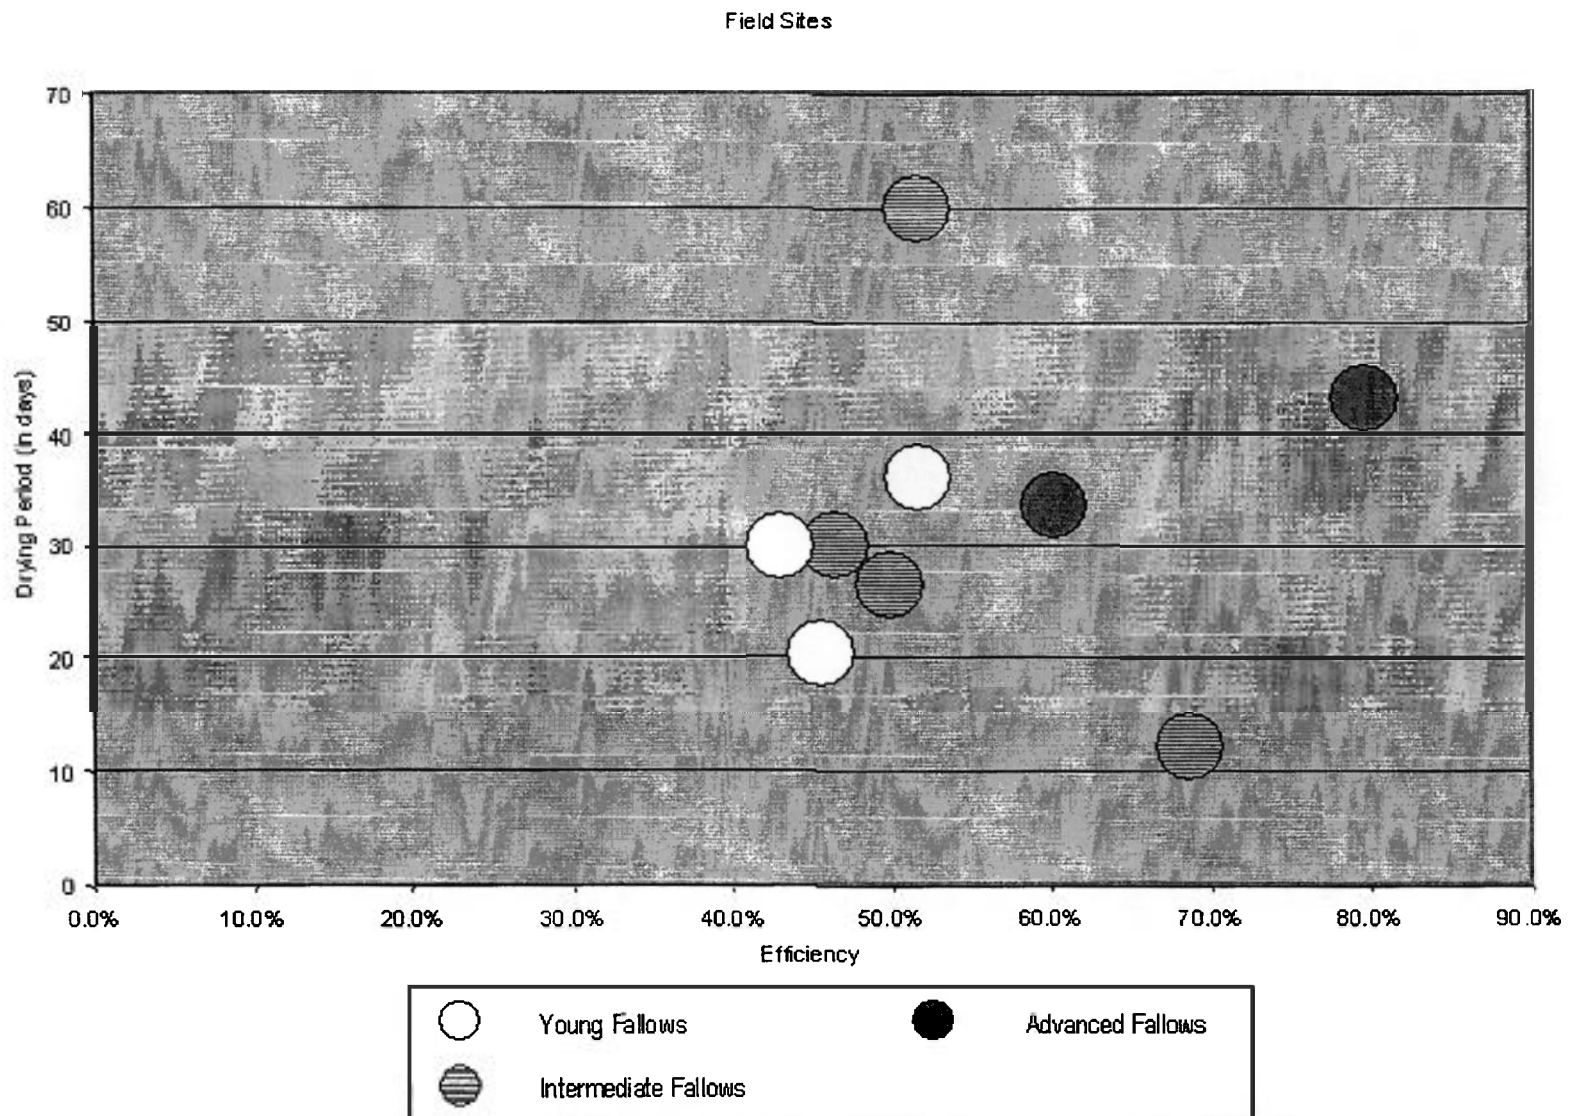 Field Sites
70
60
50
40
30
20
10
0
Drying Period (in days)
0.0% 10.0% 20.0% 30.0% 40.0% 50.0% 60.0% 70.0% 80.0% 90.0%
Efficiency
Young Fallows Advanced Fallows
Intermediate Fallows